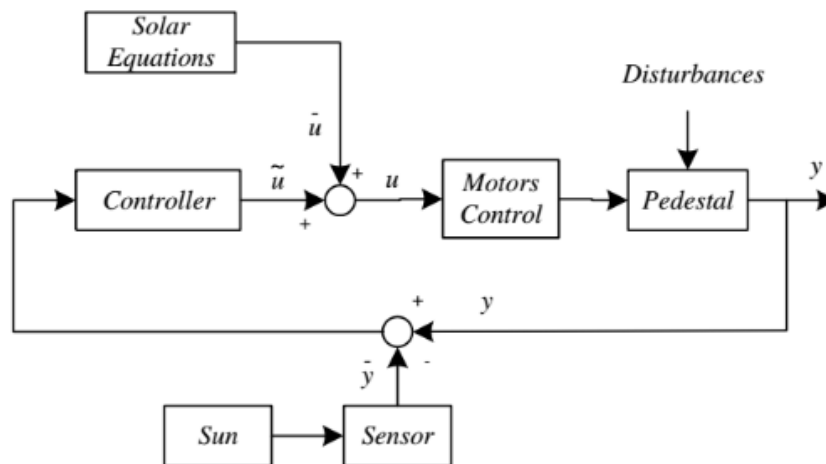 Solar
Equations
Disturbances
ū
ũ
+
u
+
Controller
Motors
Control
Pedestal
y
+
y
ȳ
-
Sun
Sensor